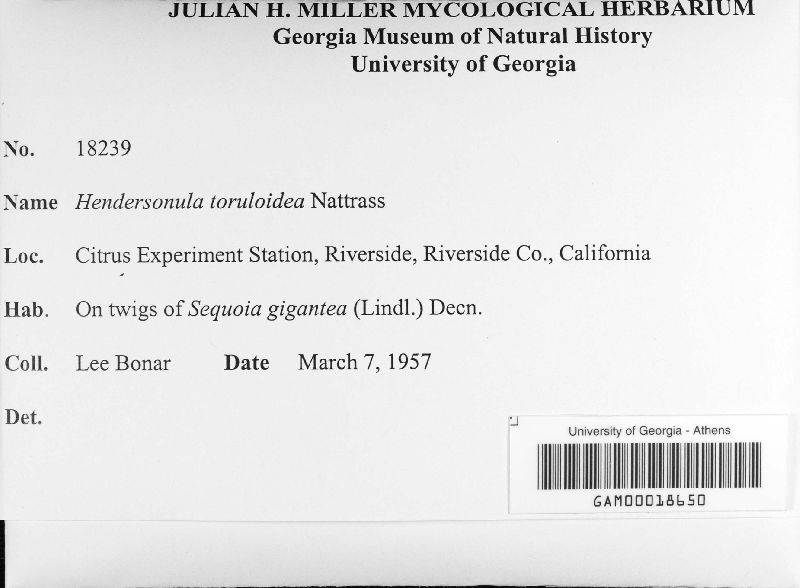 JULIAN H. MILLER MYCOLOGICAL HERBARIUM
Georgia Museum of Natural History
University of Georgia
No. 18239
Name Hendersonula toruloidea Nattrass
Loc. Citrus Experiment Station, Riverside, Riverside Co., California
Hab. On twigs of Sequoia gigantea (Lindl.) Decn.
Coll. Lee Bonar Date March 7, 1957
Det.
University of Georgia - Athens
GAM00018650